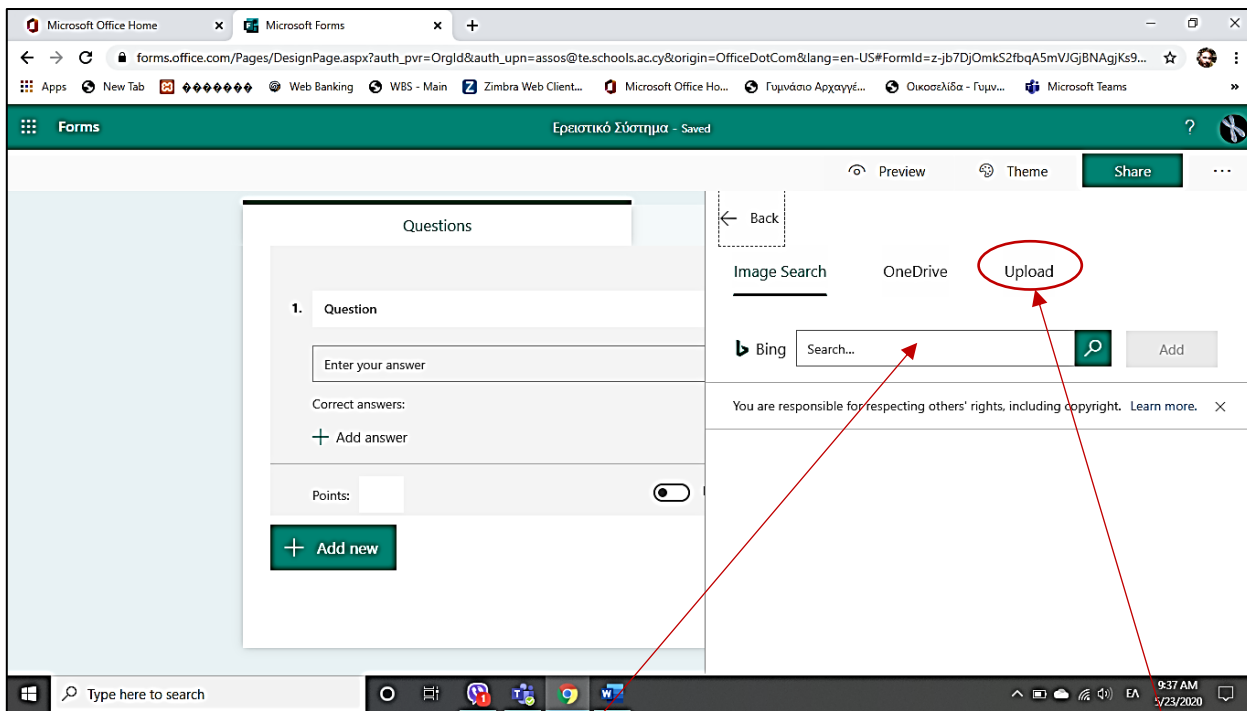 Microsoft Office Home
Microsoft Forms
forms.office.com/Pages/DesignPage.aspx?auth_pvr=OrgId&auth_upn=assos@te.schools.ac.cy&origin=OfficeDotCom&lang=en-US#FormId=z-jb7DjOmkS2fbqA5mVJGjBNAgjKs9...
Apps New Tab ������� Web Banking WBS - Main Zimbra Web Client... Microsoft Office Ho... Γυμνάσιο Αρχαγγέ... Οικοσελίδα - Γυμν... Microsoft Teams »
Forms Ερειστικό Σύστημα - Saved ?
Preview Theme Share ...
Questions
Back
Image Search OneDrive Upload
1. Question
Bing Search... Add
Enter your answer
Correct answers:
You are responsible for respecting others' rights, including copyright. Learn more.
Add answer
Points:
Add new
Type here to search
ΕΛ 9:37 AM
5/23/2020